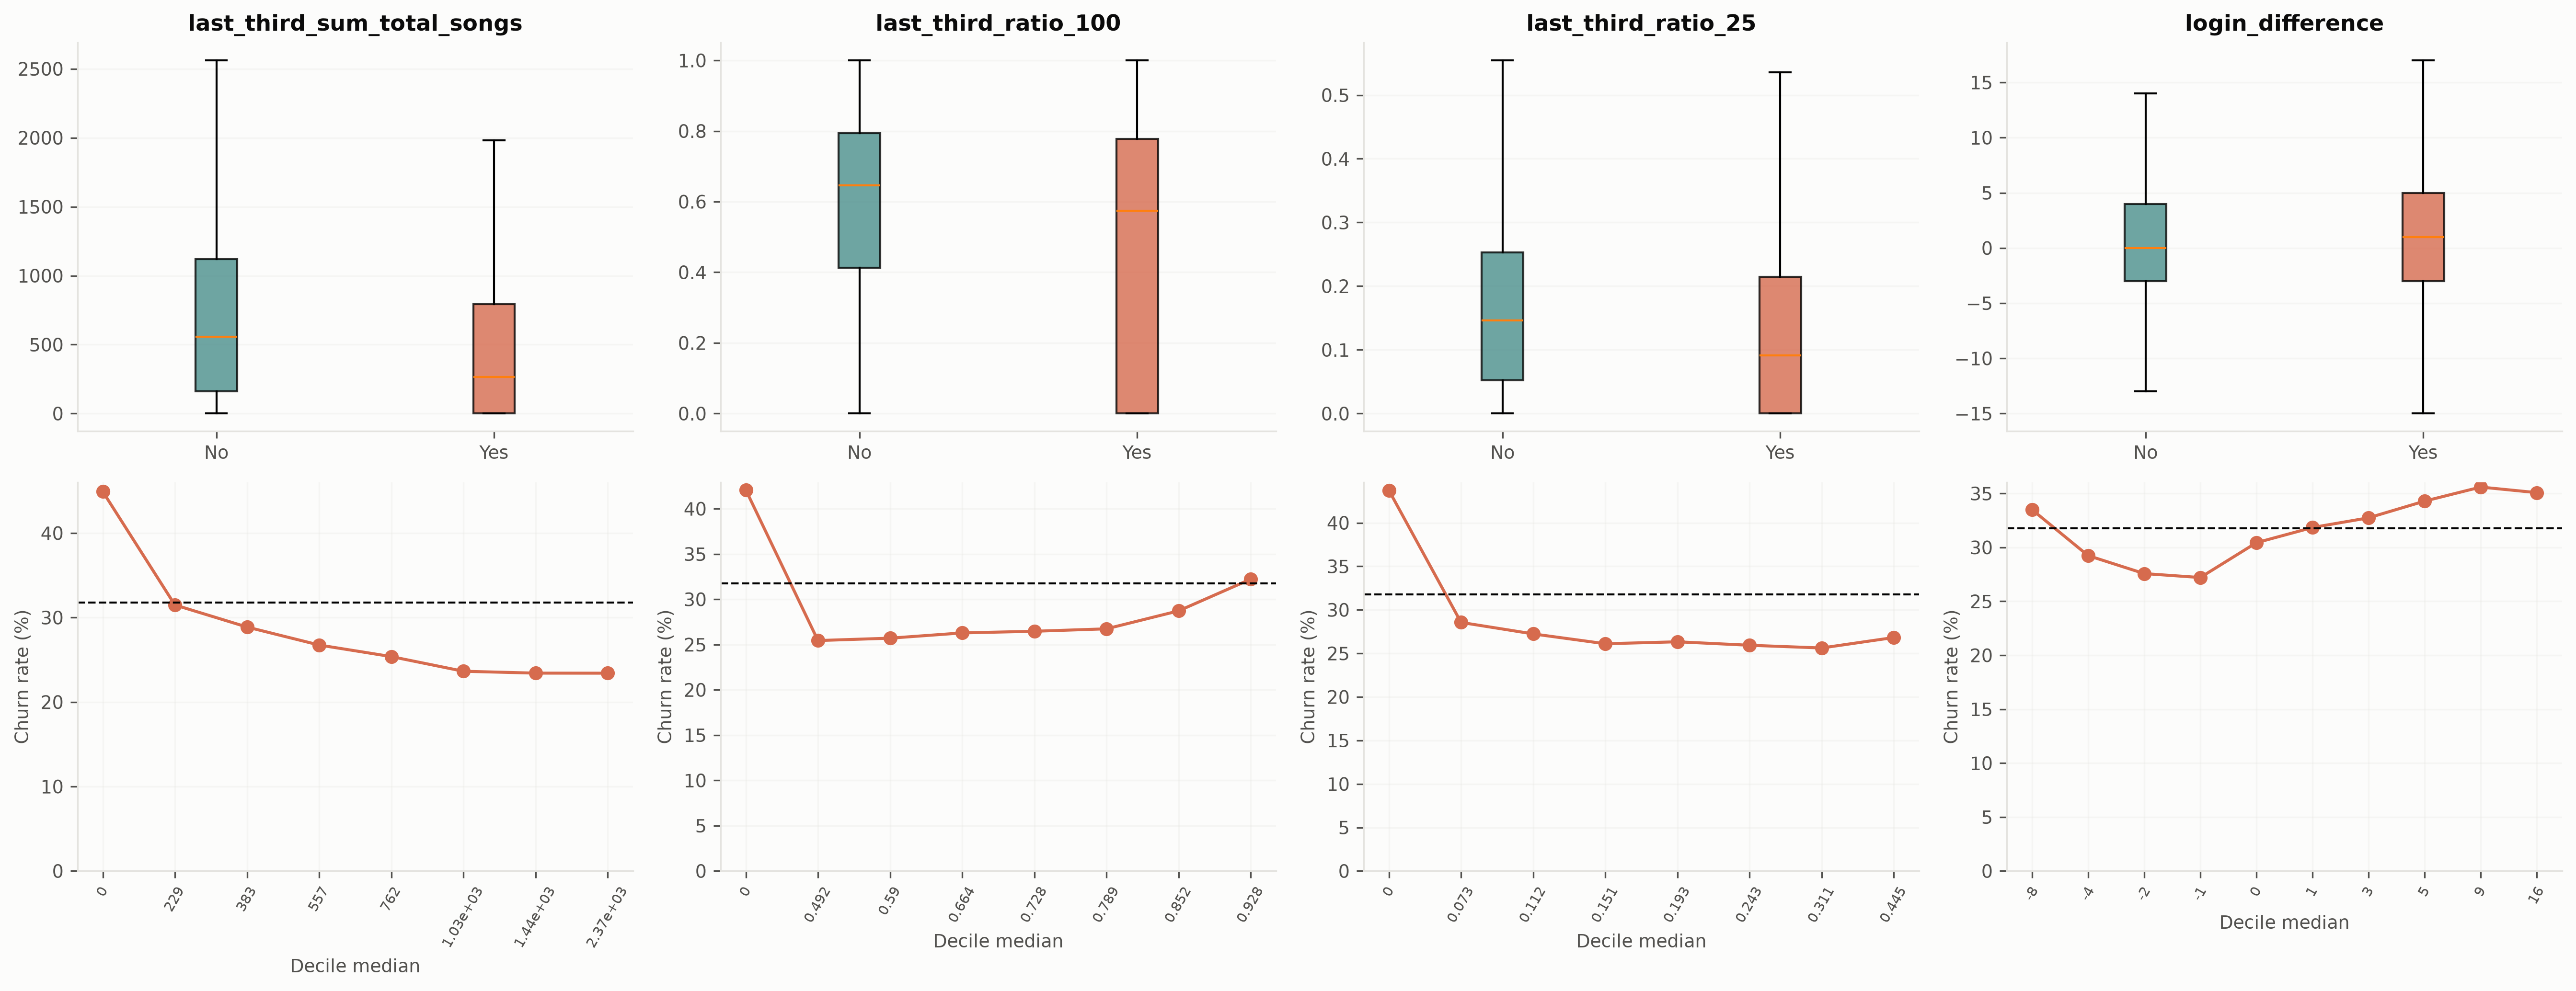 last_third_sum_total_songs
2500
2000
1500
1000
500
0
No Yes
last_third_ratio_100
1.0
0.8
0.6
0.4
0.2
0.0
No Yes
last_third_ratio_25
0.5
0.4
0.3
0.2
0.1
0.0
No Yes
login_difference
15
10
5
0
−5
−10
−15
No Yes
Churn rate (%)
40
30
20
10
0
0 229 383 557 762 1.03e+03 1.44e+03 2.37e+03
Decile median
Churn rate (%)
40
35
30
25
20
15
10
5
0
0 0.492 0.59 0.664 0.728 0.789 0.852 0.928
Decile median
Churn rate (%)
40
35
30
25
20
15
10
5
0
0 0.073 0.112 0.151 0.193 0.243 0.311 0.445
Decile median
Churn rate (%)
35
30
25
20
15
10
5
0
-8 -4 -2 -1 0 1 3 5 9 16
Decile median